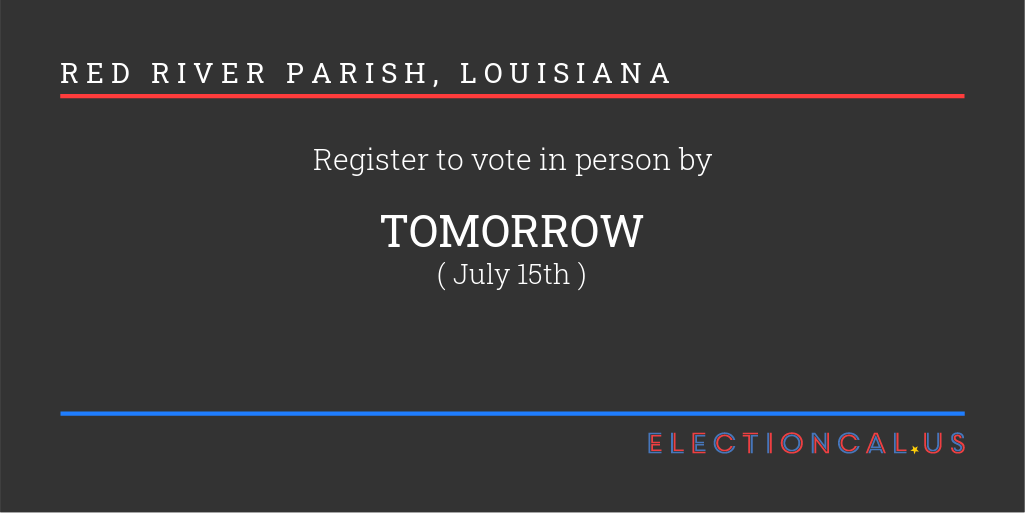 RED RIVER PARISH, LOUISIANA
Register to vote in person by
TOMORROW
( July 15th )
ELECTIONCAL.US